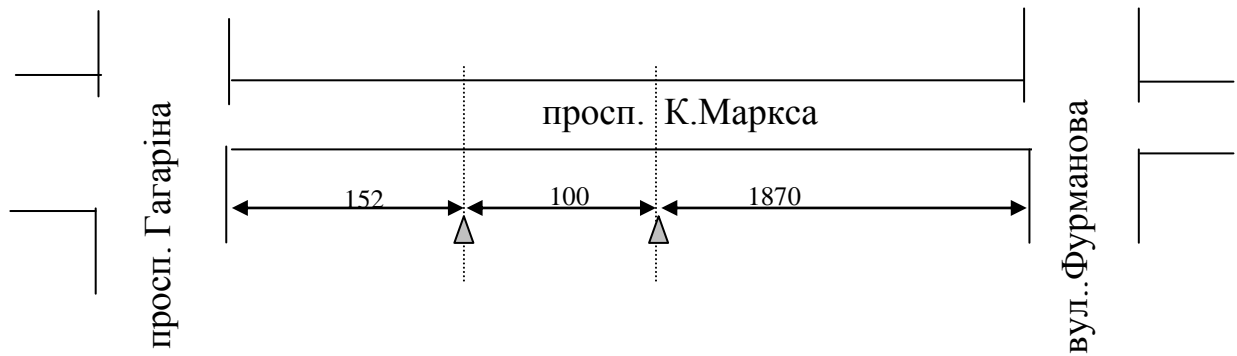 просп. К.Маркса
просп. Гагаріна
152
100
1870
вул..Фурманова